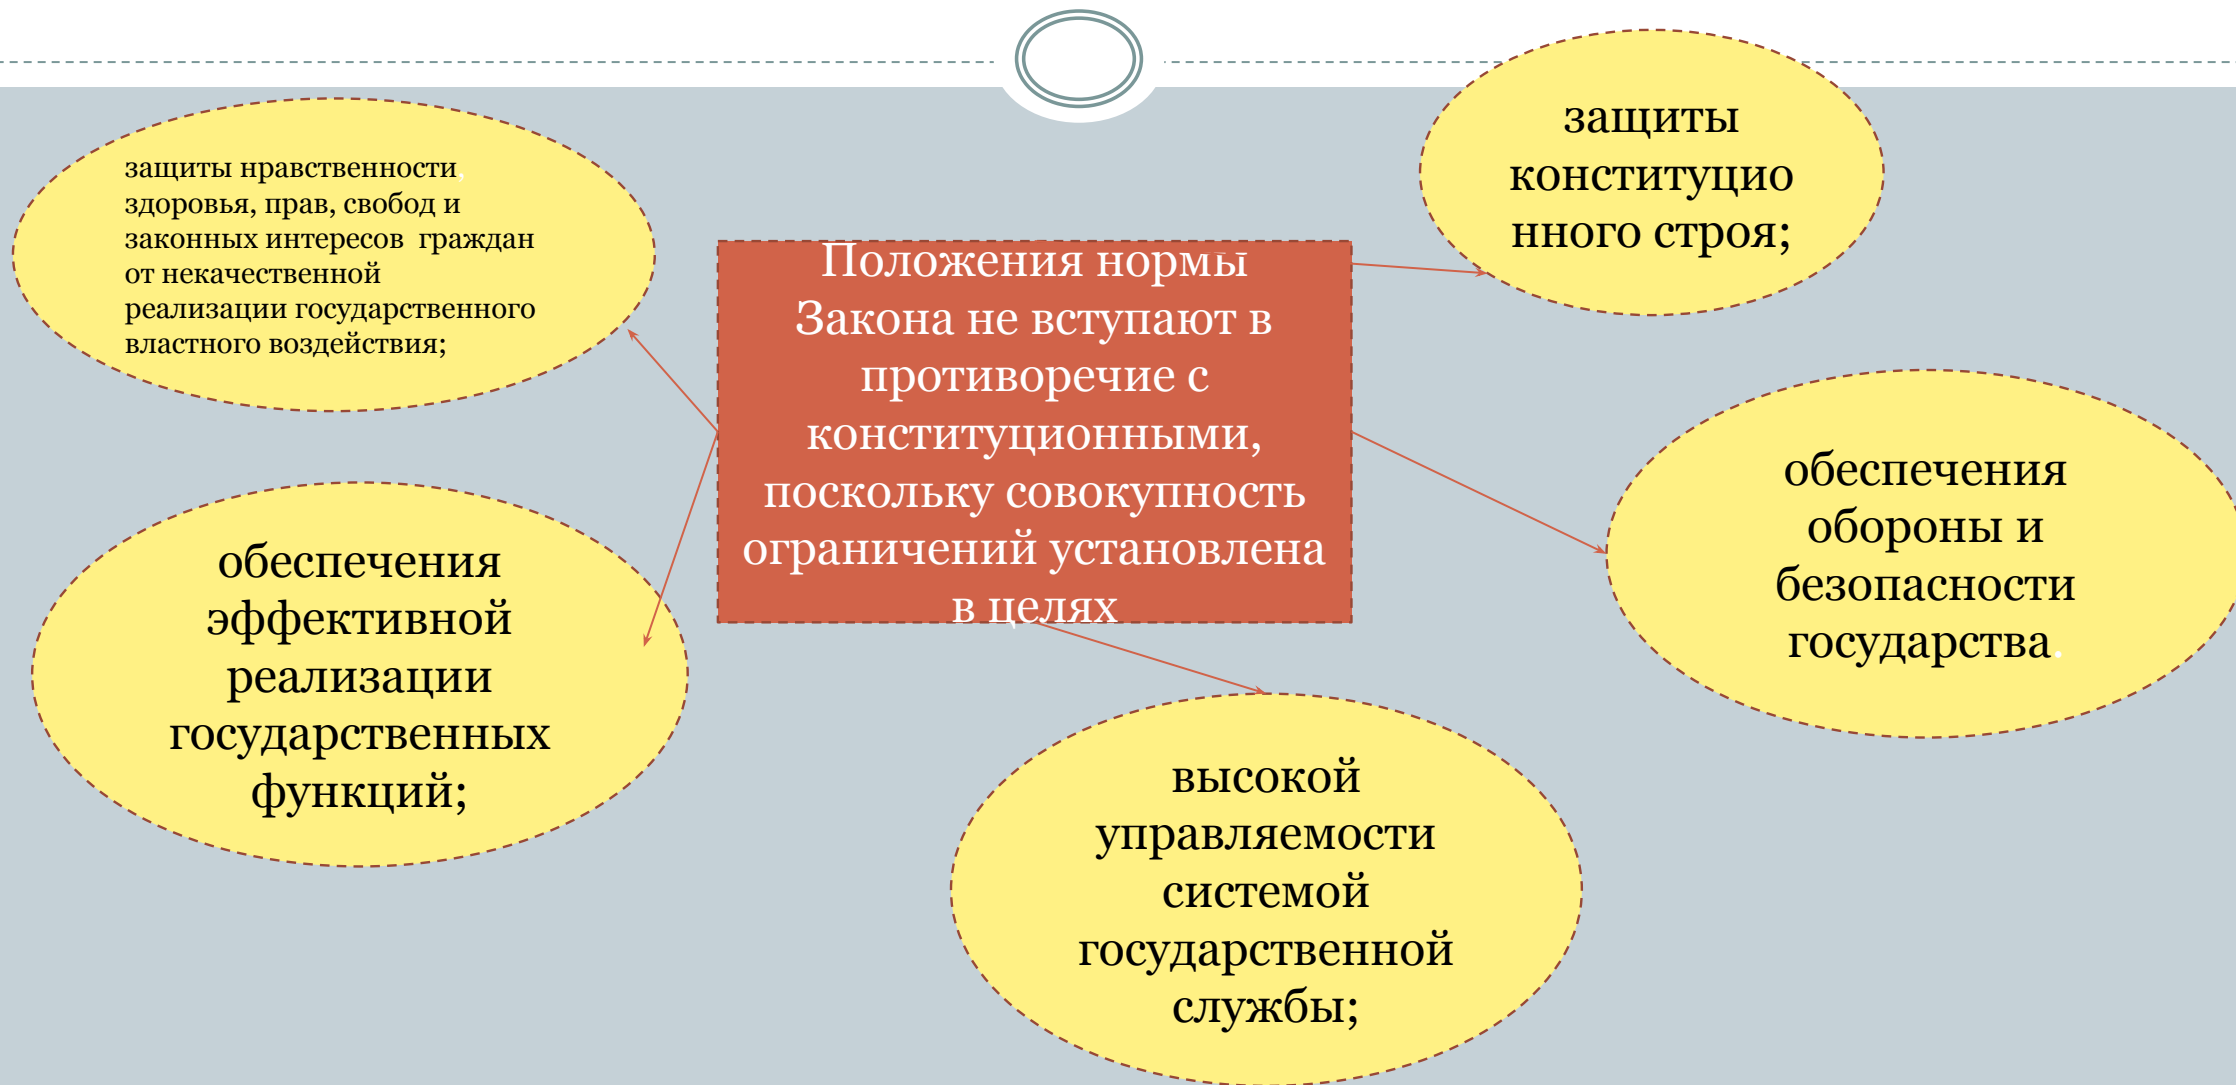 защиты нравственности,
здоровья, прав, свобод и
законных интересов граждан
от некачественной
реализации государственного
властного воздействия;
защиты
конституцио
нного строя;
Положения нормы
Закона не вступают в
противоречие с
конституционными,
поскольку совокупность
ограничений установлена
в целях
обеспечения
обороны и
безопасности
государства.
обеспечения
эффективной
реализации
государственных
функций;
высокой
управляемости
системой
государственной
службы;